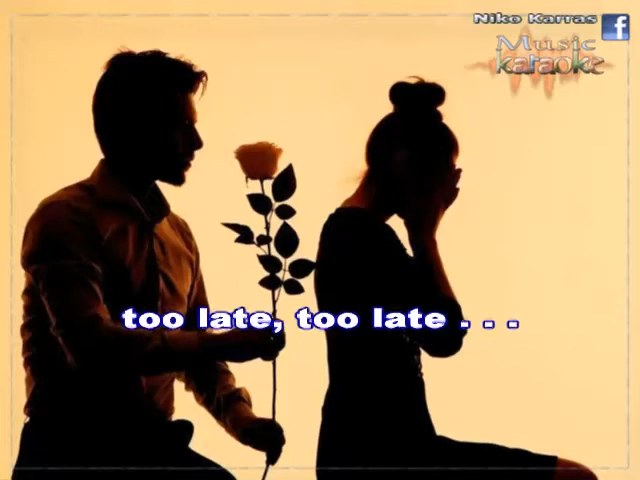 Niko Karras f
Music
karaoke
too late, too late . . .